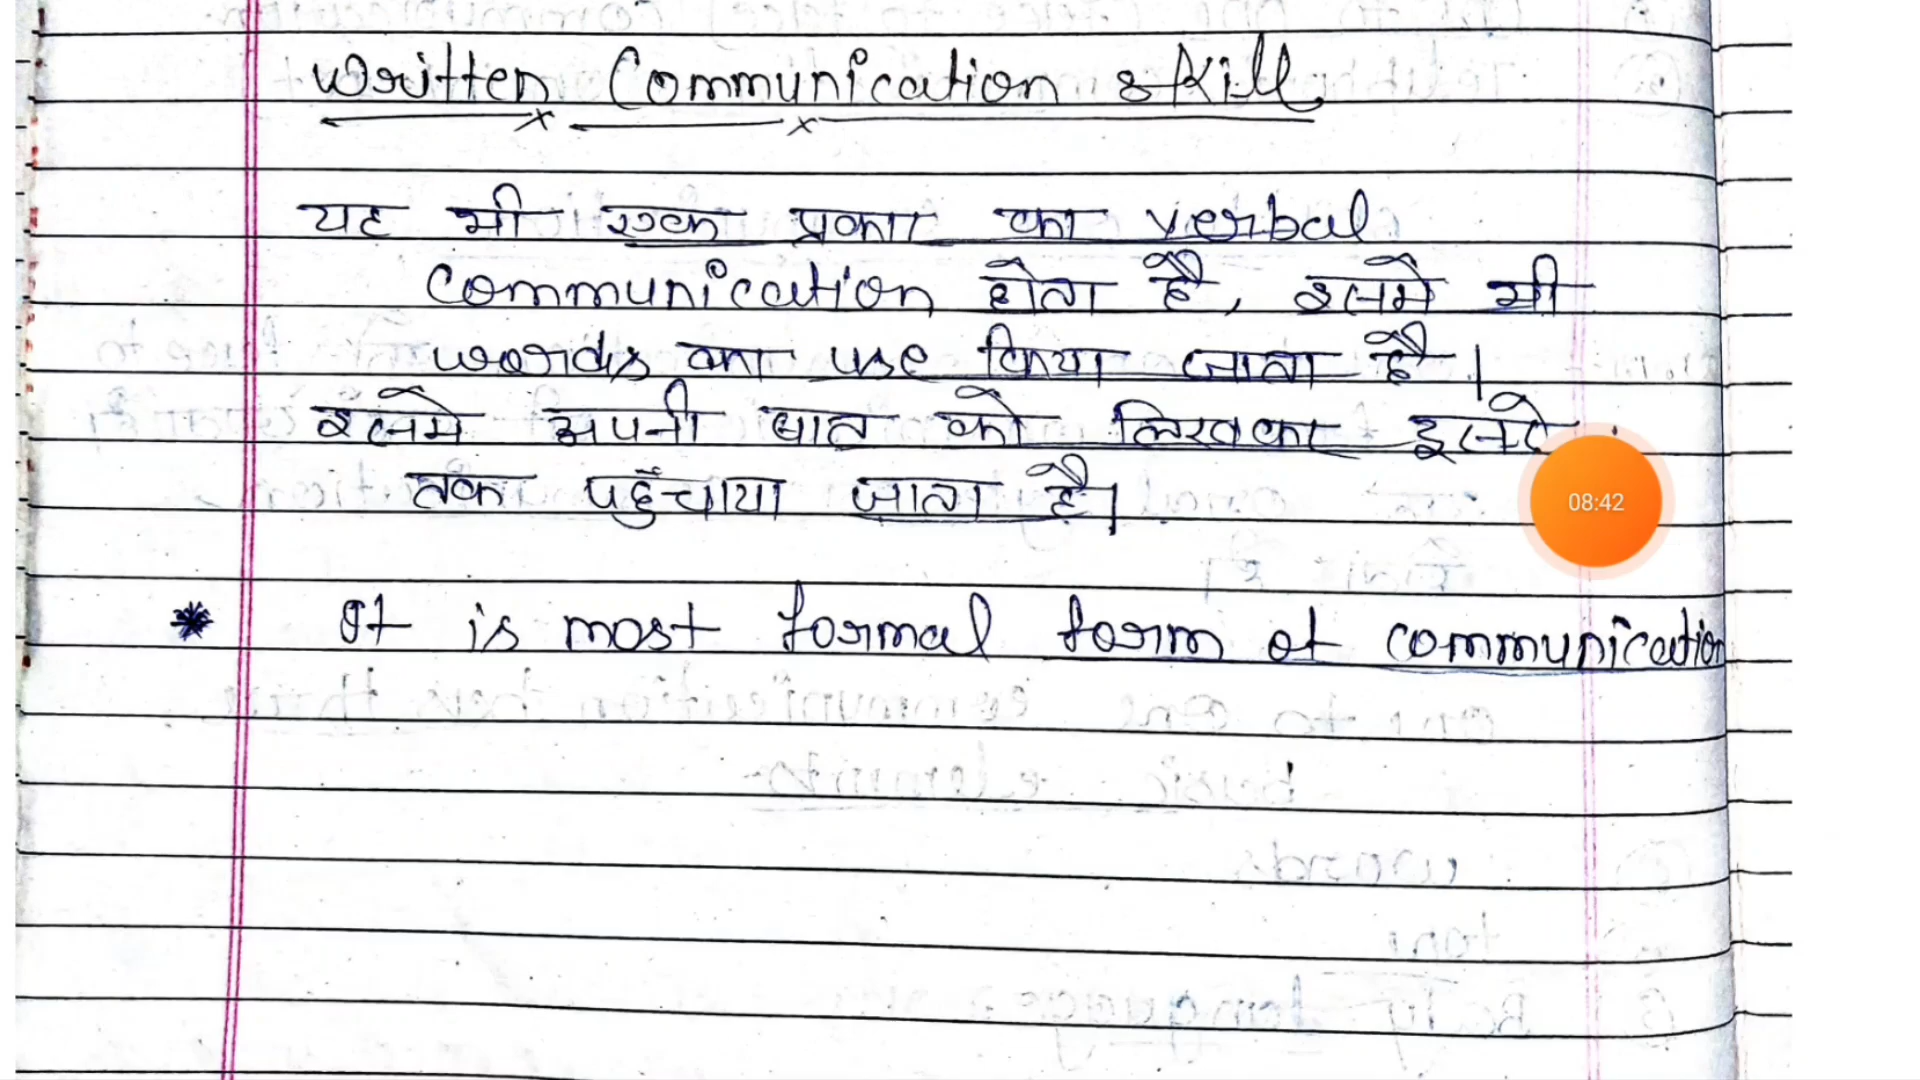 Written Communication skill
यह भी एक प्रकार का verbal
communication होता है, इसमे भी
words का use किया जाता है।
इसमे अपनी बात को लिखकर दुसरे
तक पहुँचाया जाता है।
* It is most formal form of communication
08:42